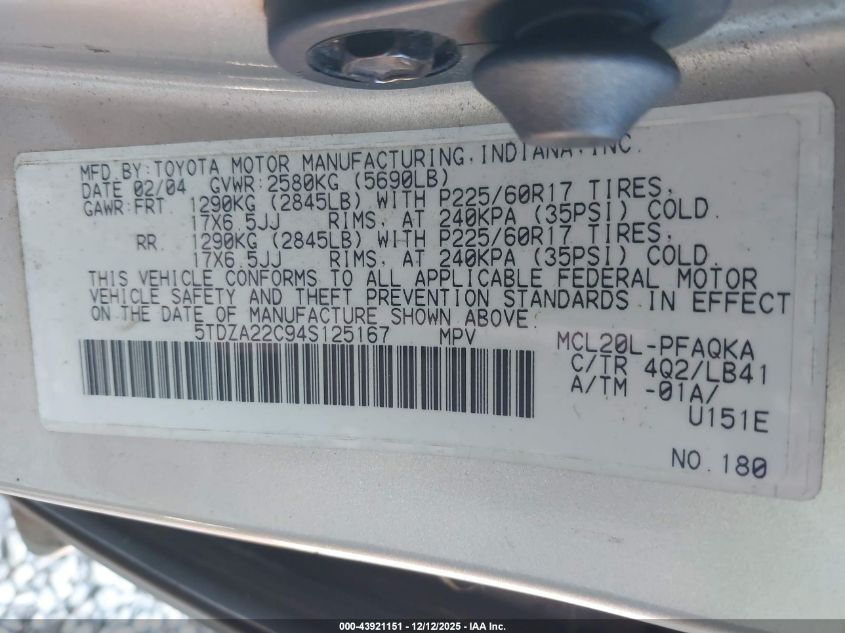 MFD.BY:TOYOTA MOTOR MANUFACTURING,INDIANA,INC.
DATE 02/04 GVWR:2580KG (5690LB)
GAWR:FRT 1290KG (2845LB) WITH P225/60R17 TIRES,
17X6.5JJ RIMS, AT 240KPA (35PSI) COLD.
RR 1290KG (2845LB) WITH P225/60R17 TIRES,
17X6.5JJ RIMS, AT 240KPA (35PSI) COLD.
THIS VEHICLE CONFORMS TO ALL APPLICABLE FEDERAL MOTOR
VEHICLE SAFETY AND THEFT PREVENTION STANDARDS IN EFFECT
ON THE DATE OF MANUFACTURE SHOWN ABOVE.
5TDZA22C94S125167 MPV MCL20L-PFAQKA
C/TR 4Q2/LB41
A/TM -01A/
U151E
NO.180
000-43921151 - 12/12/2025 - IAA Inc.